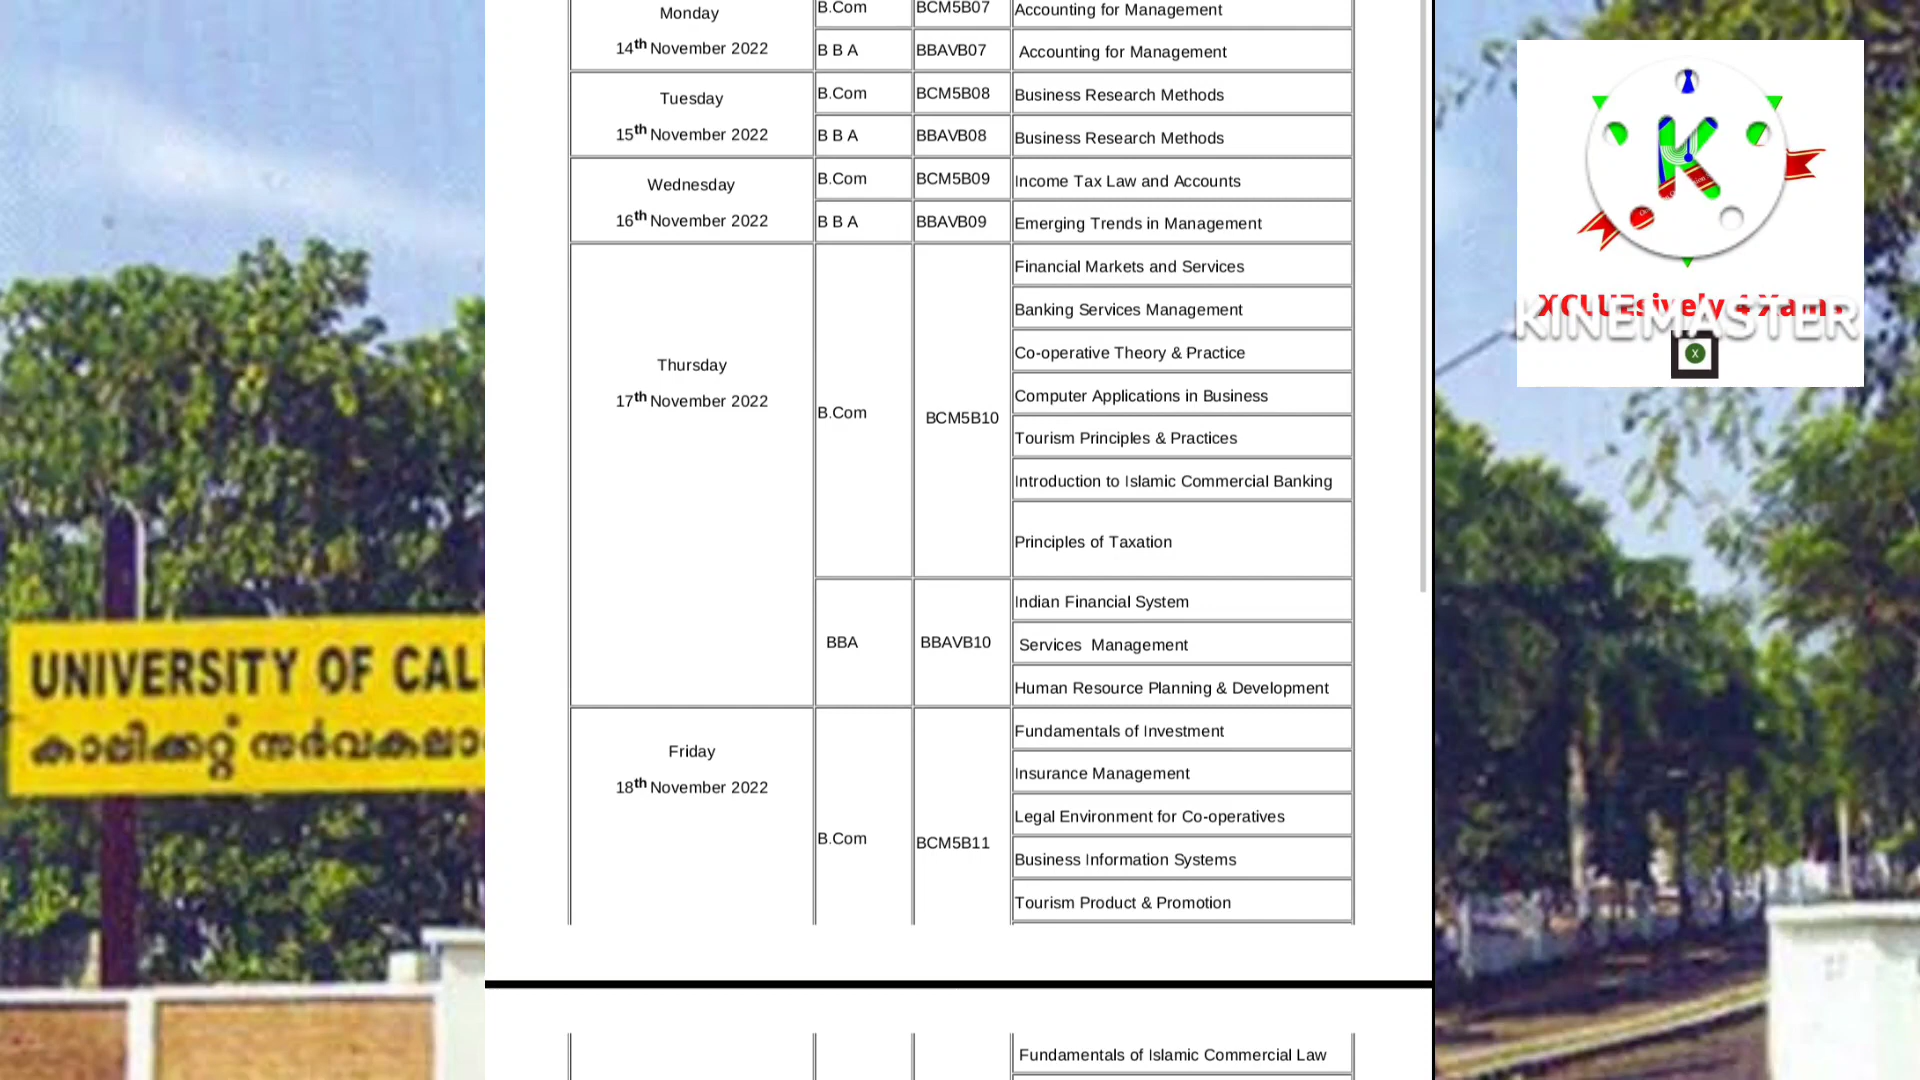 Monday
14th November 2022
B.Com
BCM5B07
Accounting for Management
B B A
BBAVB07
Accounting for Management
Tuesday
15th November 2022
B.Com
BCM5B08
Business Research Methods
B B A
BBAVB08
Business Research Methods
Wednesday
16th November 2022
B.Com
BCM5B09
Income Tax Law and Accounts
B B A
BBAVB09
Emerging Trends in Management
Thursday
17th November 2022
B.Com
BCM5B10
Financial Markets and Services
Banking Services Management
Co-operative Theory & Practice
Computer Applications in Business
Tourism Principles & Practices
Introduction to Islamic Commercial Banking
Principles of Taxation
BBA
BBAVB10
Indian Financial System
Services Management
Human Resource Planning & Development
Friday
18th November 2022
B.Com
BCM5B11
Fundamentals of Investment
Insurance Management
Legal Environment for Co-operatives
Business Information Systems
Tourism Product & Promotion
Fundamentals of Islamic Commercial Law
UNIVERSITY OF CAL
കാലിക്കറ്റ് സർവകലാ
K
XCLUEsively 4 Xams
KINEMASTER
X